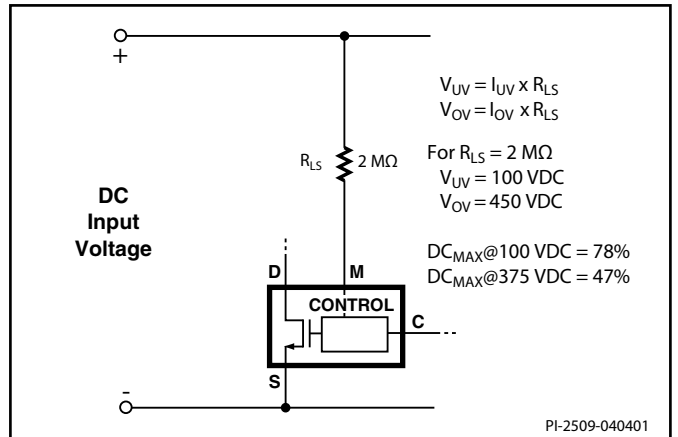 +
V_UV = I_UV x R_LS
V_OV = I_OV x R_LS
R_LS 2 MΩ
For R_LS = 2 MΩ
V_UV = 100 VDC
V_OV = 450 VDC
DC
Input
Voltage
DC_MAX@100 VDC = 78%
DC_MAX@375 VDC = 47%
D M
CONTROL
C
S
-
PI-2509-040401